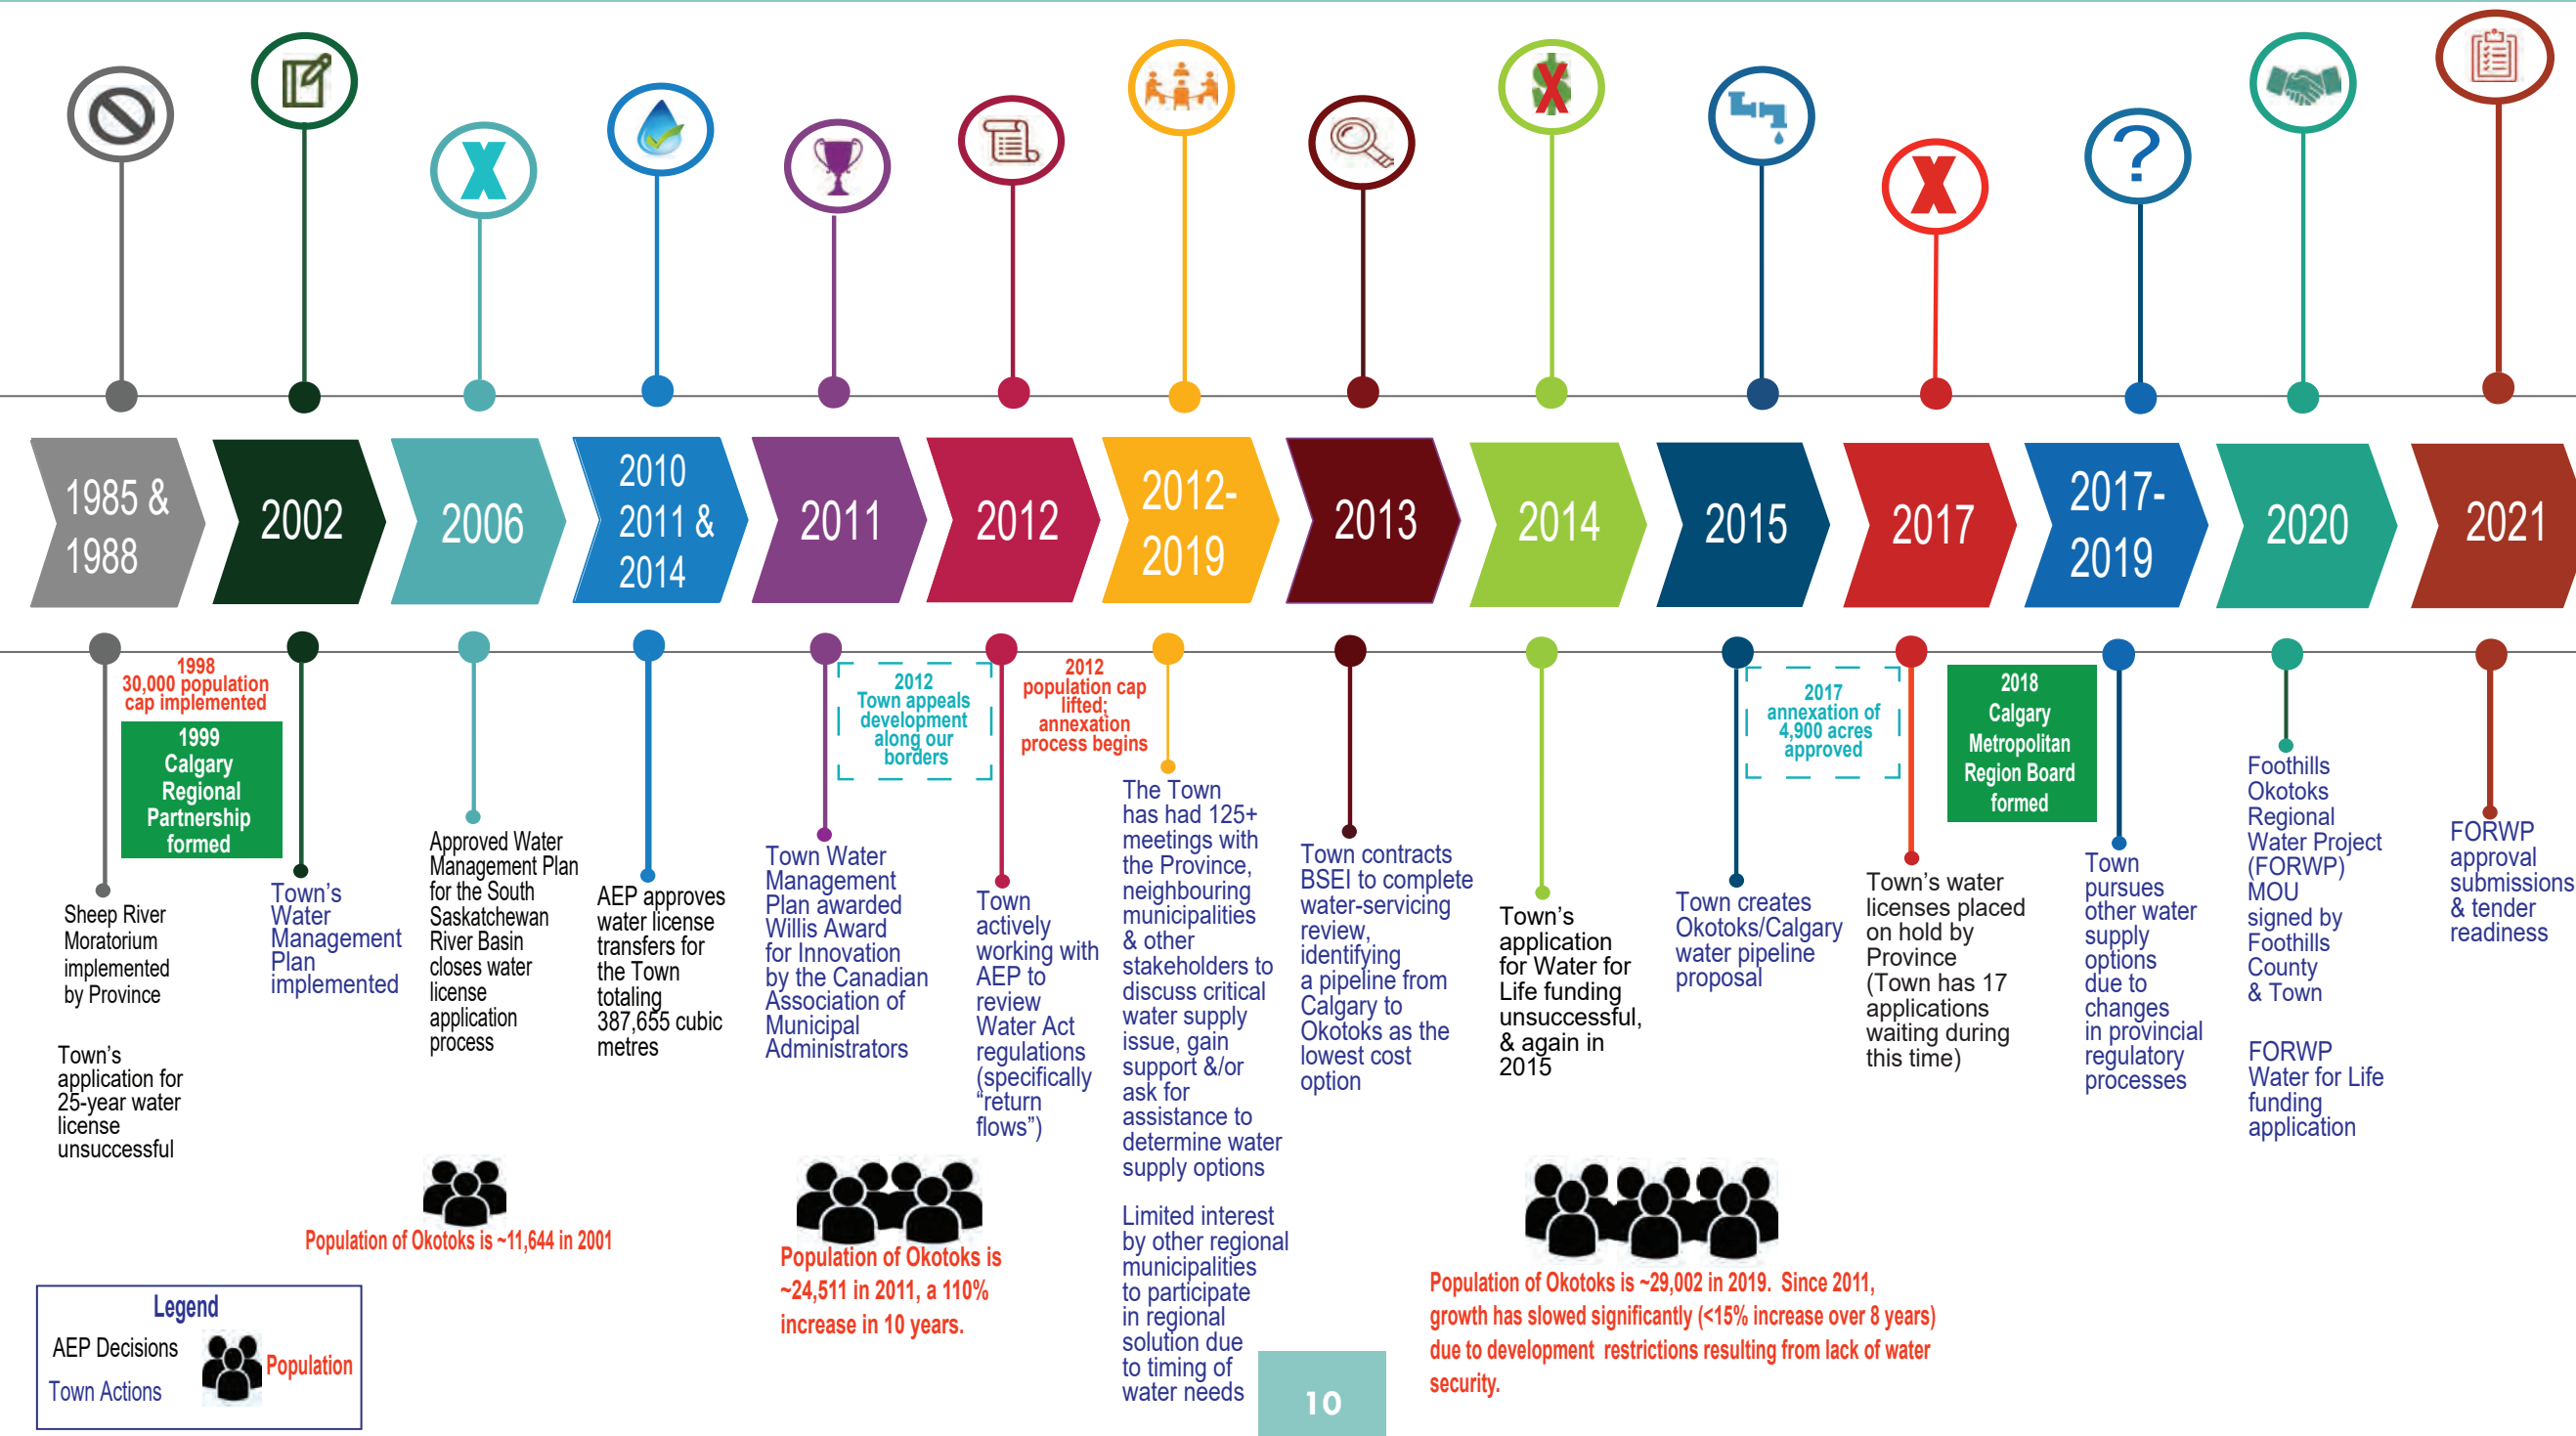 1985 &
1988
2002
2006
2010
2011 &
2014
2011
2012
2012-
2019
2013
2014
2015
2017
2017-
2019
2020
2021
1998
30,000 population
cap implemented
1999
Calgary
Regional
Partnership
formed
Sheep River
Moratorium
implemented
by Province
Town’s
application for
25-year water
license
unsuccessful
Town’s
Water
Management
Plan
implemented
Approved Water
Management Plan
for the South
Saskatchewan
River Basin
closes water
license
application
process
AEP approves
water license
transfers for
the Town
totaling
387,655 cubic
metres
Town Water
Management
Plan awarded
Willis Award
for Innovation
by the Canadian
Association of
Municipal
Administrators
2012
Town appeals
development
along our
borders
Town
actively
working with
AEP to
review
Water Act
regulations
(specifically
“return
flows”)
2012
population cap
lifted;
annexation
process begins
The Town
has had 125+
meetings with
the Province,
neighbouring
municipalities
& other
stakeholders to
discuss critical
water supply
issue, gain
support &/or
ask for
assistance to
determine water
supply options
Limited interest
by other regional
municipalities
to participate
in regional
solution due
to timing of
water needs
Town contracts
BSEI to complete
water-servicing
review,
identifying
a pipeline from
Calgary to
Okotoks as the
lowest cost
option
Town’s
application
for Water for
Life funding
unsuccessful,
& again in
2015
Town creates
Okotoks/Calgary
water pipeline
proposal
2017
annexation of
4,900 acres
approved
Town’s water
licenses placed
on hold by
Province
(Town has 17
applications
waiting during
this time)
2018
Calgary
Metropolitan
Region Board
formed
Town
pursues
other water
supply
options
due to
changes
in provincial
regulatory
processes
Foothills
Okotoks
Regional
Water Project
(FORWP)
MOU
signed by
Foothills
County
& Town
FORWP
Water for Life
funding
application
FORWP
approval
submissions
& tender
readiness
Population of Okotoks is ~11,644 in 2001
Population of Okotoks is
~24,511 in 2011, a 110%
increase in 10 years.
Population of Okotoks is ~29,002 in 2019. Since 2011,
growth has slowed significantly (<15% increase over 8 years)
due to development restrictions resulting from lack of water
security.
Legend
AEP Decisions
Town Actions
Population
10